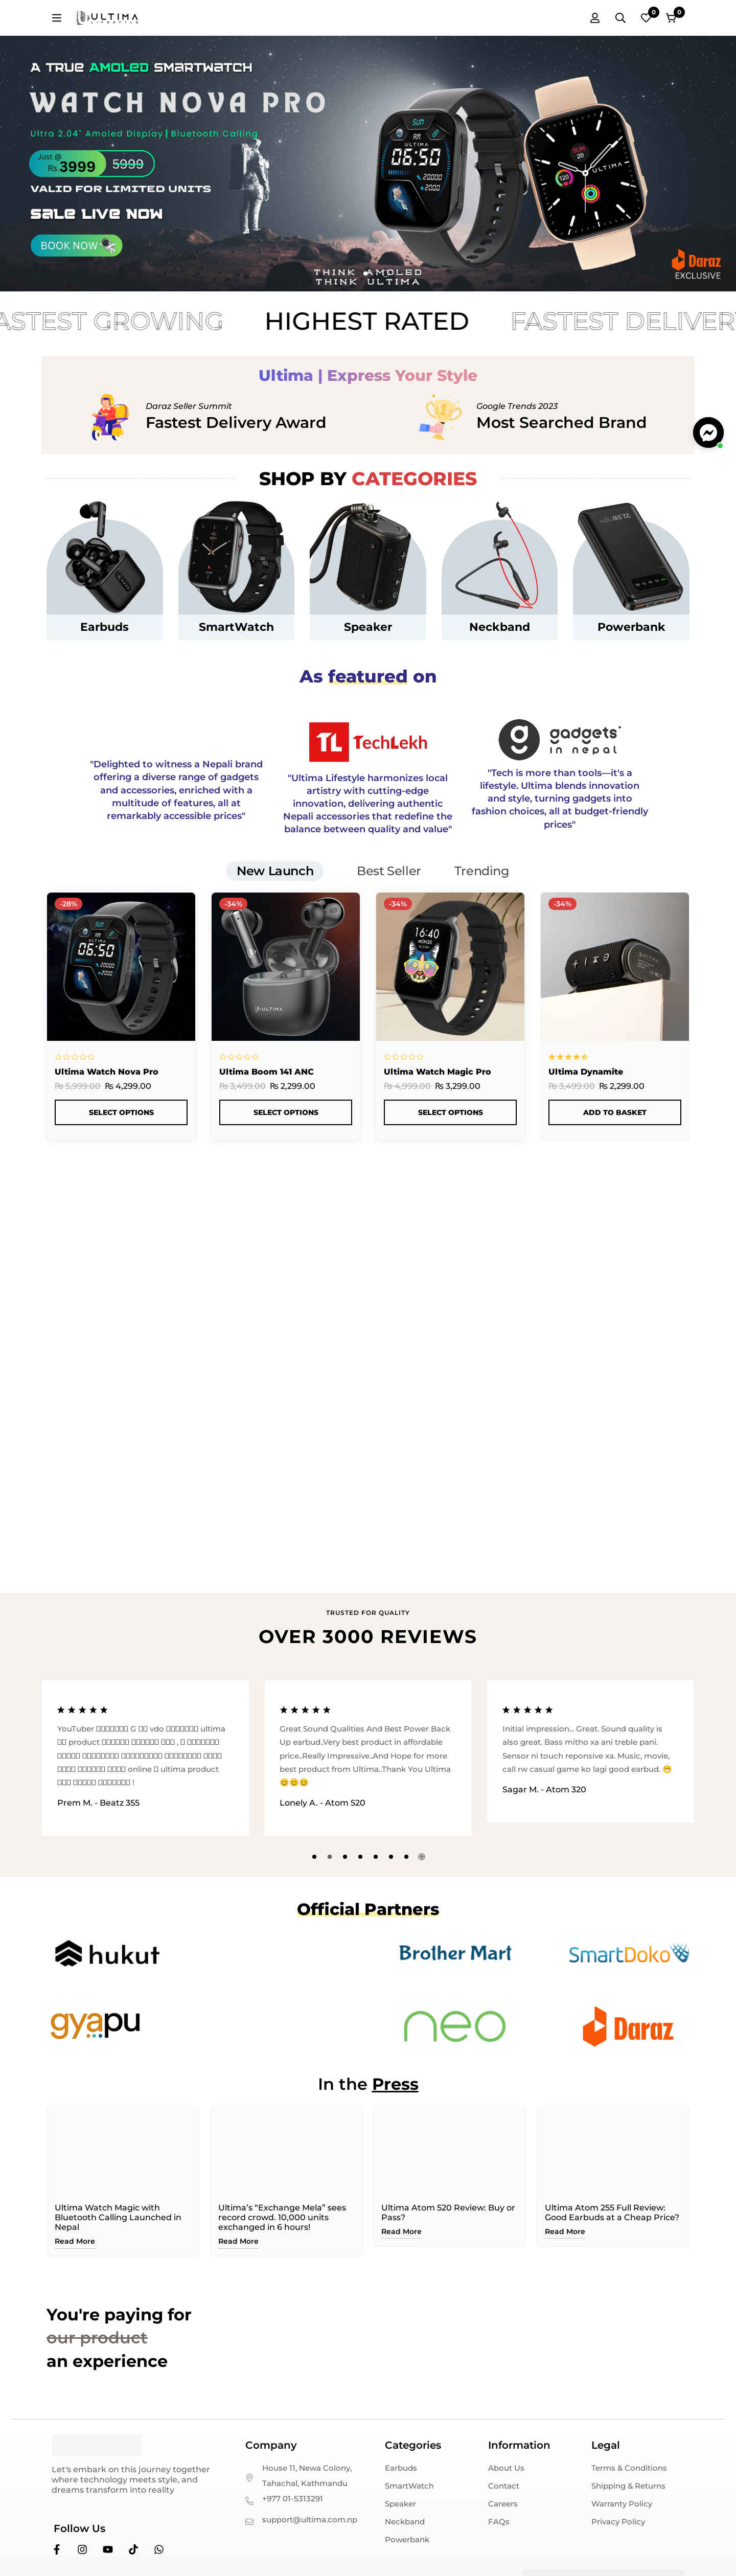 ULTIMA
LIFESTYLE
0
0
A TRUE AMOLED SMARTWATCH
WATCH NOVA PRO
Ultra 2.04" Amoled Display | Bluetooth Calling
Just @
Rs.3999 5999
VALID FOR LIMITED UNITS
SALE LIVE NOW
BOOK NOW
THINK AMOLED
THINK ULTIMA
Daraz
EXCLUSIVE
ASTEST GROWING HIGHEST RATED FASTEST DELIVERY
Ultima | Express Your Style
Daraz Seller Summit
Fastest Delivery Award
Google Trends 2023
Most Searched Brand
SHOP BY CATEGORIES
Earbuds
SmartWatch
Speaker
Neckband
Powerbank
As featured on
"Delighted to witness a Nepali brand
offering a diverse range of gadgets
and accessories, enriched with a
multitude of features, all at
remarkably accessible prices"
TL TechLekh
"Ultima Lifestyle harmonizes local
artistry with cutting-edge
innovation, delivering authentic
Nepali accessories that redefine the
balance between quality and value"
gadgets
in nepal
"Tech is more than tools—it's a
lifestyle. Ultima blends innovation
and style, turning gadgets into
fashion choices, all at budget-friendly
prices"
New Launch
Best Seller
Trending
-28%
Ultima Watch Nova Pro
₨ 5,999.00 ₨ 4,299.00
SELECT OPTIONS
-34%
Ultima Boom 141 ANC
₨ 3,499.00 ₨ 2,299.00
SELECT OPTIONS
-34%
Ultima Watch Magic Pro
₨ 4,999.00 ₨ 3,299.00
SELECT OPTIONS
-34%
Ultima Dynamite
₨ 3,499.00 ₨ 2,299.00
ADD TO BASKET
TRUSTED FOR QUALITY
OVER 3000 REVIEWS
YouTuber G vdo ultima
product ,
online ultima product
!
Prem M. - Beatz 355
Great Sound Qualities And Best Power Back
Up earbud..Very best product in affordable
price..Really Impressive..And Hope for more
best product from Ultima..Thank You Ultima
😊😊😊
Lonely A. - Atom 520
Initial impression... Great. Sound quality is
also great. Bass mitho xa ani treble pani.
Sensor ni touch reponsive xa. Music, movie,
call rw casual game ko lagi good earbud. 😁
Sagar M. - Atom 320
Official Partners
hukut
Brother Mart
SmartDoko
gyapu
neo
Daraz
In the Press
Ultima Watch Magic with
Bluetooth Calling Launched in
Nepal
Read More
Ultima's “Exchange Mela” sees
record crowd. 10,000 units
exchanged in 6 hours!
Read More
Ultima Atom 520 Review: Buy or
Pass?
Read More
Ultima Atom 255 Full Review:
Good Earbuds at a Cheap Price?
Read More
You're paying for
our product
an experience
Let's embark on this journey together
where technology meets style, and
dreams transform into reality
Follow Us
Company
House 11, Newa Colony,
Tahachal, Kathmandu
+977 01-5313291
support@ultima.com.np
Categories
Earbuds
SmartWatch
Speaker
Neckband
Powerbank
Information
About Us
Contact
Careers
FAQs
Legal
Terms & Conditions
Shipping & Returns
Warranty Policy
Privacy Policy